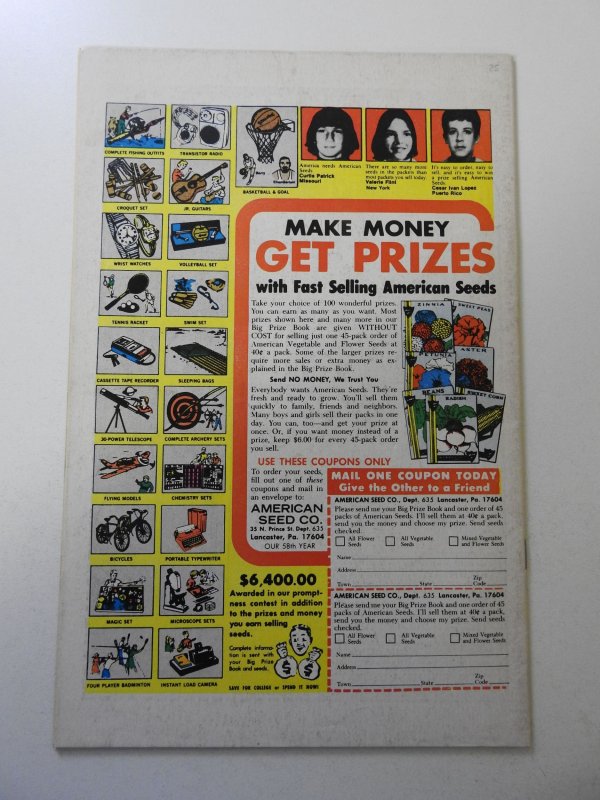 25
COMPLETE FISHING OUTFITS
TRANSISTOR RADIO
CROQUET SET
JR. GUITARS
WRIST WATCHES
VOLLEYBALL SET
TENNIS RACKET
SWIM SET
CASSETTE TAPE RECORDER
SLEEPING BAGS
30-POWER TELESCOPE
COMPLETE ARCHERY SETS
FLYING MODELS
CHEMISTRY SETS
BICYCLES
PORTABLE TYPEWRITER
MAGIC SET
MICROSCOPE SETS
FOUR PLAYER BADMINTON
INSTANT LOAD CAMERA
BASKETBALL & GOAL
America needs American
Seeds.
Curtis Patrick
Missouri
There are so many more
seeds in the packets than
most packets you sell today.
Valerie Flint
New York
It's easy to order, easy to
sell, and it's easy to win
a prize selling American
Seeds.
Cesar Ivan Lopez
Puerto Rico
MAKE MONEY
GET PRIZES
with Fast Selling American Seeds
Take your choice of 100 wonderful prizes.
You can earn as many as you want. Most
prizes shown here and many more in our
Big Prize Book are given WITHOUT
COST for selling just one 45-pack order of
American Vegetable and Flower Seeds at
40¢ a pack. Some of the larger prizes re-
quire more sales or extra money as ex-
plained in the Big Prize Book.
Send NO MONEY, We Trust You
Everybody wants American Seeds. They're
fresh and ready to grow. You'll sell them
quickly to family, friends and neighbors.
Many boys and girls sell their packs in one
day. You can, too—and get your prize at
once. Or, if you want money instead of a
prize, keep $6.00 for every 45-pack order
you sell.
ZINNIA
SWEET PEAS
PETUNIA
ASTER
BEANS
RADISH
SWEET CORN
USE THESE COUPONS ONLY
To order your seeds,
fill out one of these
coupons and mail in
an envelope to:
AMERICAN
SEED CO.
35 N. Prince St. Dept. 635
Lancaster, Pa. 17604
OUR 58th YEAR
MAIL ONE COUPON TODAY
Give the Other to a Friend
AMERICAN SEED CO., Dept. 635 Lancaster, Pa. 17604
Please send me your Big Prize Book and one order of 45
packs of American Seeds. I'll sell them at 40¢ a pack,
send you the money and choose my prize. Send seeds
checked.
All Flower Seeds
All Vegetable Seeds
Mixed Vegetable and Flower Seeds
Name
Address
Town State Zip Code
AMERICAN SEED CO., Dept. 635 Lancaster, Pa. 17604
Please send me your Big Prize Book and one order of 45
packs of American Seeds. I'll sell them at 40¢ a pack,
send you the money and choose my prize. Send seeds
checked.
All Flower Seeds
All Vegetable Seeds
Mixed Vegetable and Flower Seeds
Name
Address
Town State Zip Code
$6,400.00
Awarded in our prompt-
ness contest in addition
to the prizes and money
you earn selling
seeds.
Complete informa-
tion is sent with
your Big Prize
Book and seeds.
SAVE FOR COLLEGE or SPEND IT NOW!